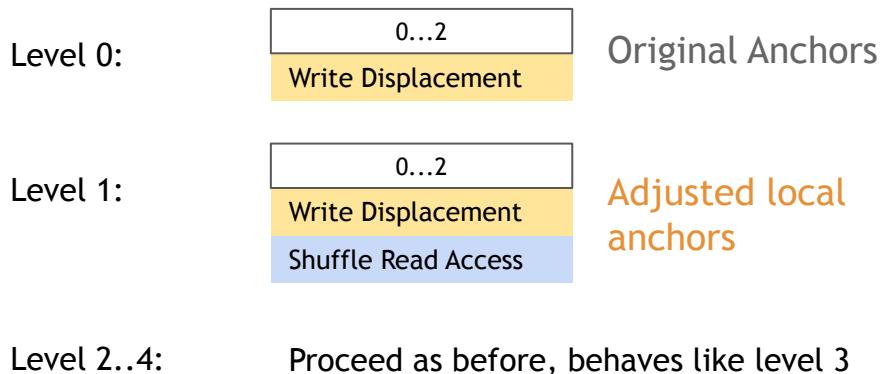 Level 0:
0...2
Write Displacement
Original Anchors
Level 1:
0...2
Write Displacement
Shuffle Read Access
Adjusted local
anchors
Level 2..4:
Proceed as before, behaves like level 3